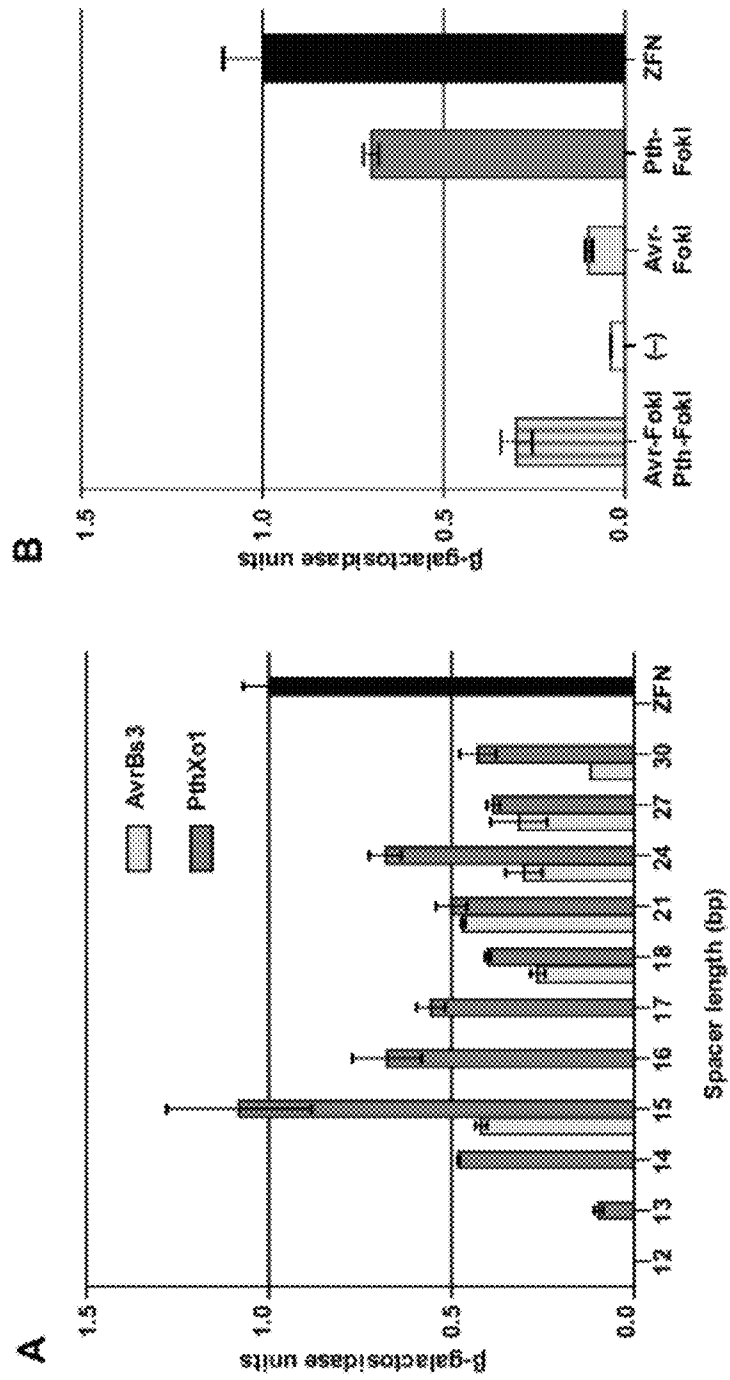 A
β-galactosidase units
1.5
1.0
0.5
0.0
AvrBs3
PthXo1
12 13 14 15 16 17 18 21 24 27 30 ZFN
Spacer length (bp)
B
β-galactosidase units
1.5
1.0
0.5
0.0
Avr-FokI
Pth-FokI
(–)
Avr-
FokI
Pth-
FokI
ZFN